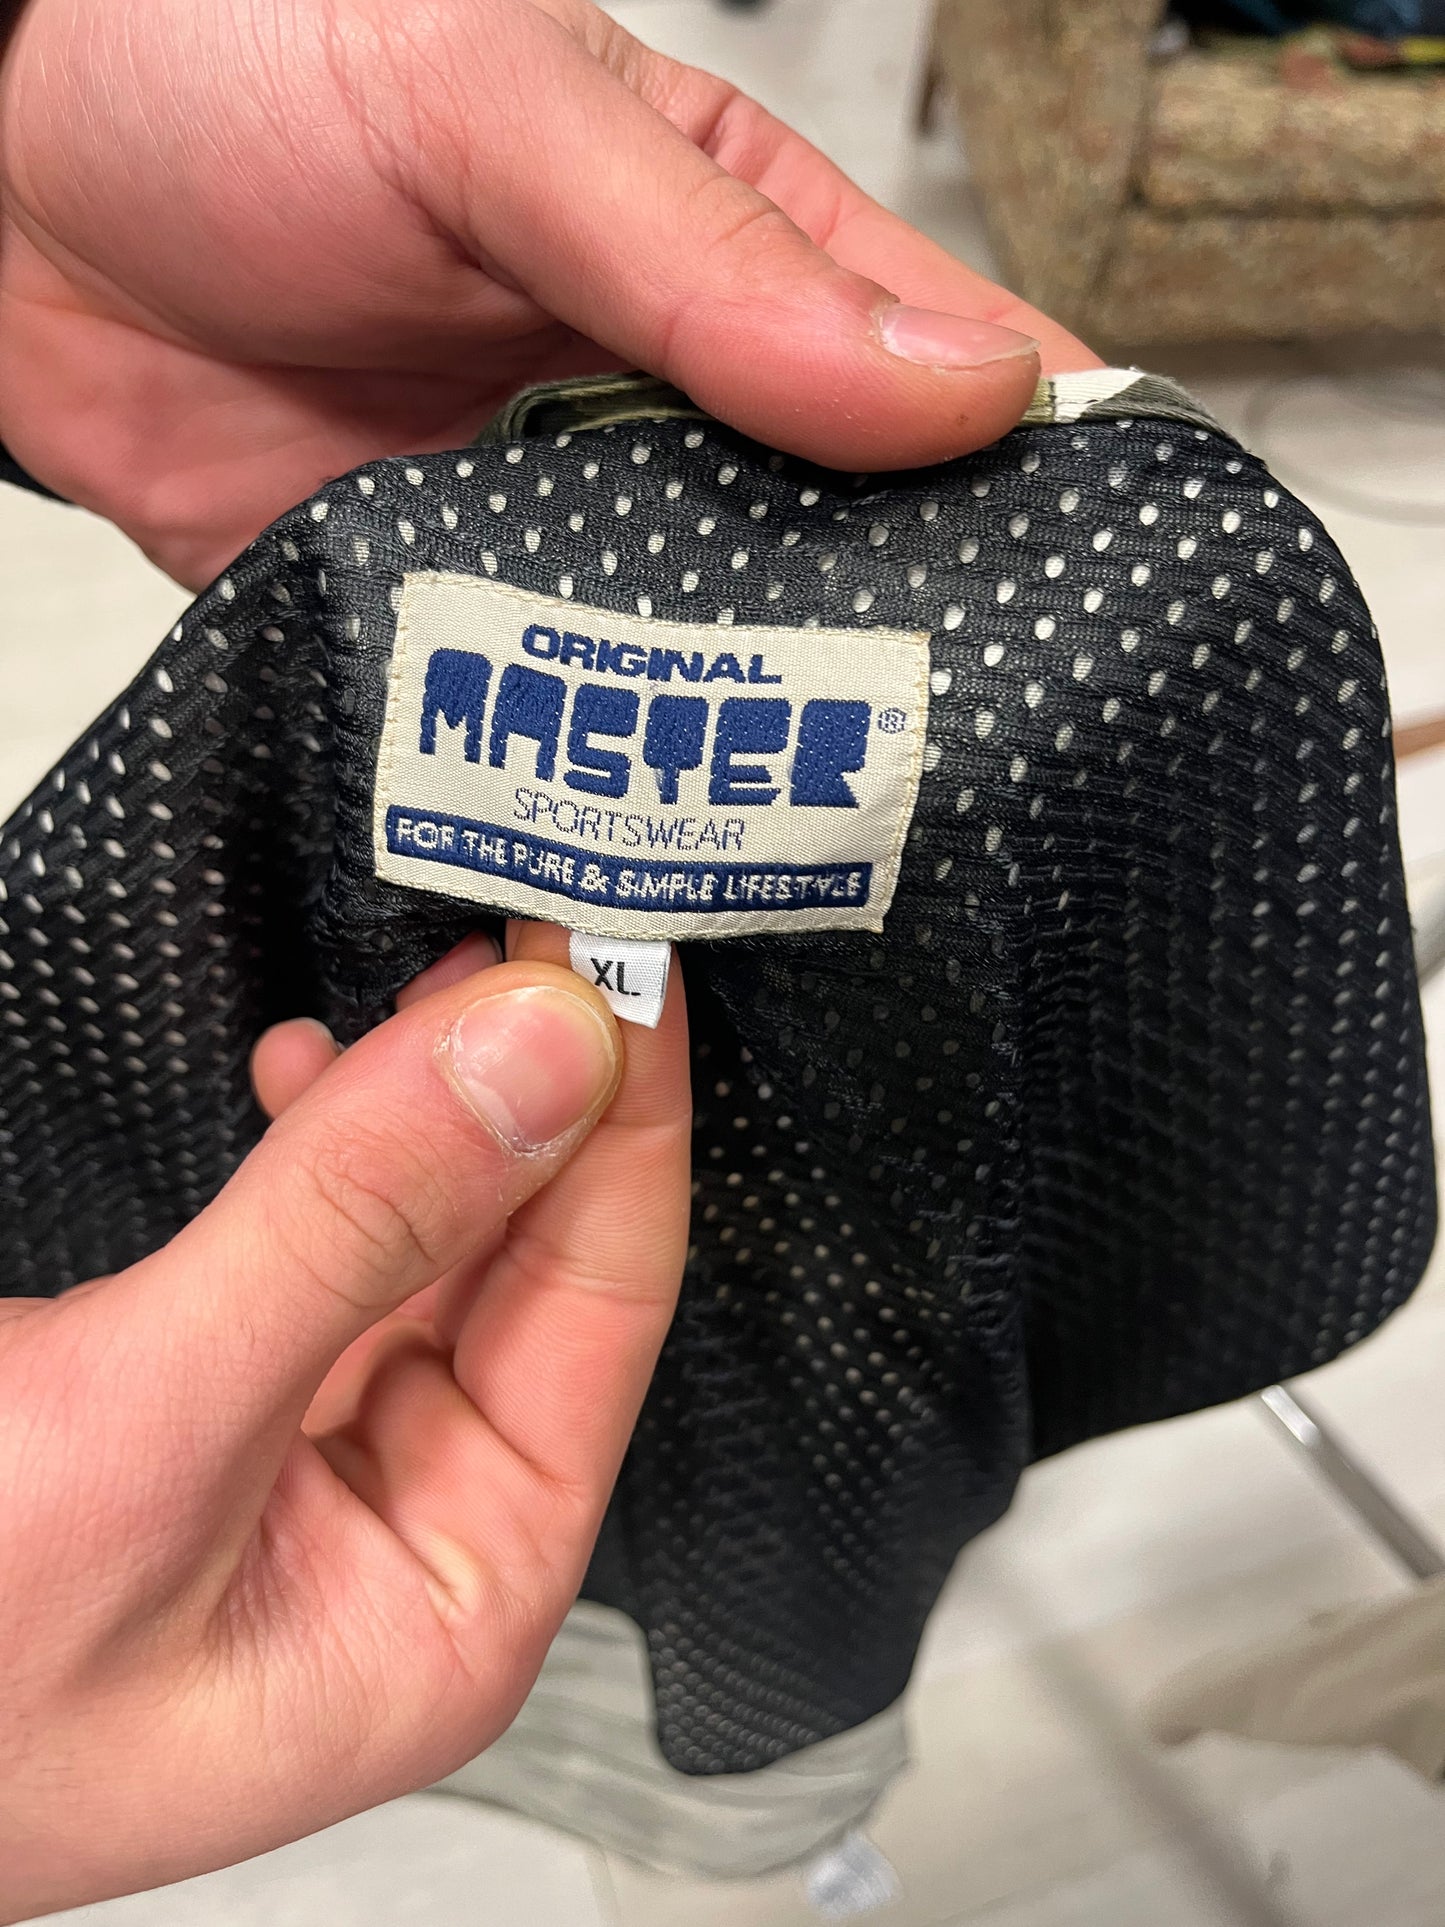 ORIGINAL
MASTER®
SPORTSWEAR
FOR THE PURE & SIMPLE LIFESTYLE
XL